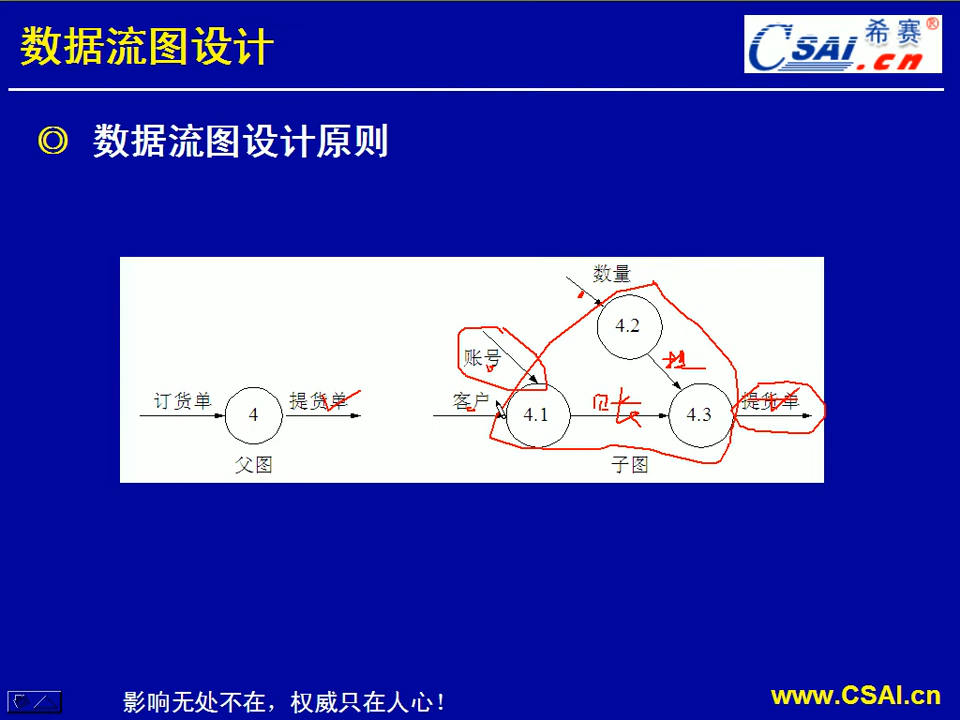 数据流图设计
CSAI.cn 希赛®
◎ 数据流图设计原则
数量
4.2
账号
订货单 4 提货单
客户 4.1 4.3 提货单
父图 子图
影响无处不在，权威只在人心！
www.CSAI.cn